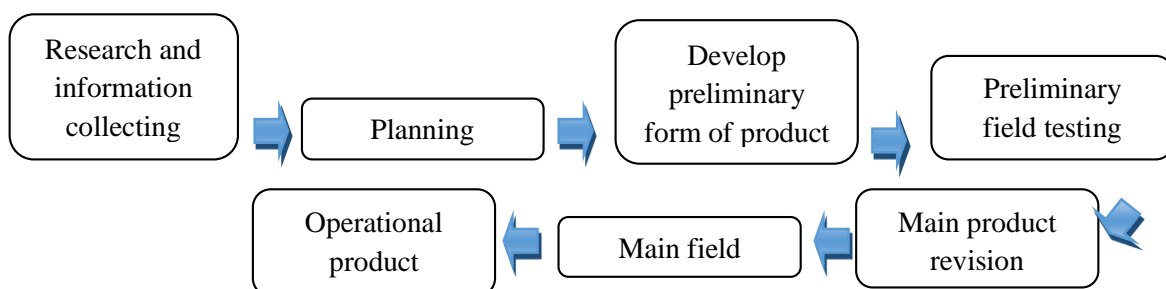 Research and
information
collecting
Planning
Develop
preliminary
form of product
Preliminary
field testing
Main product
revision
Main field
Operational
product